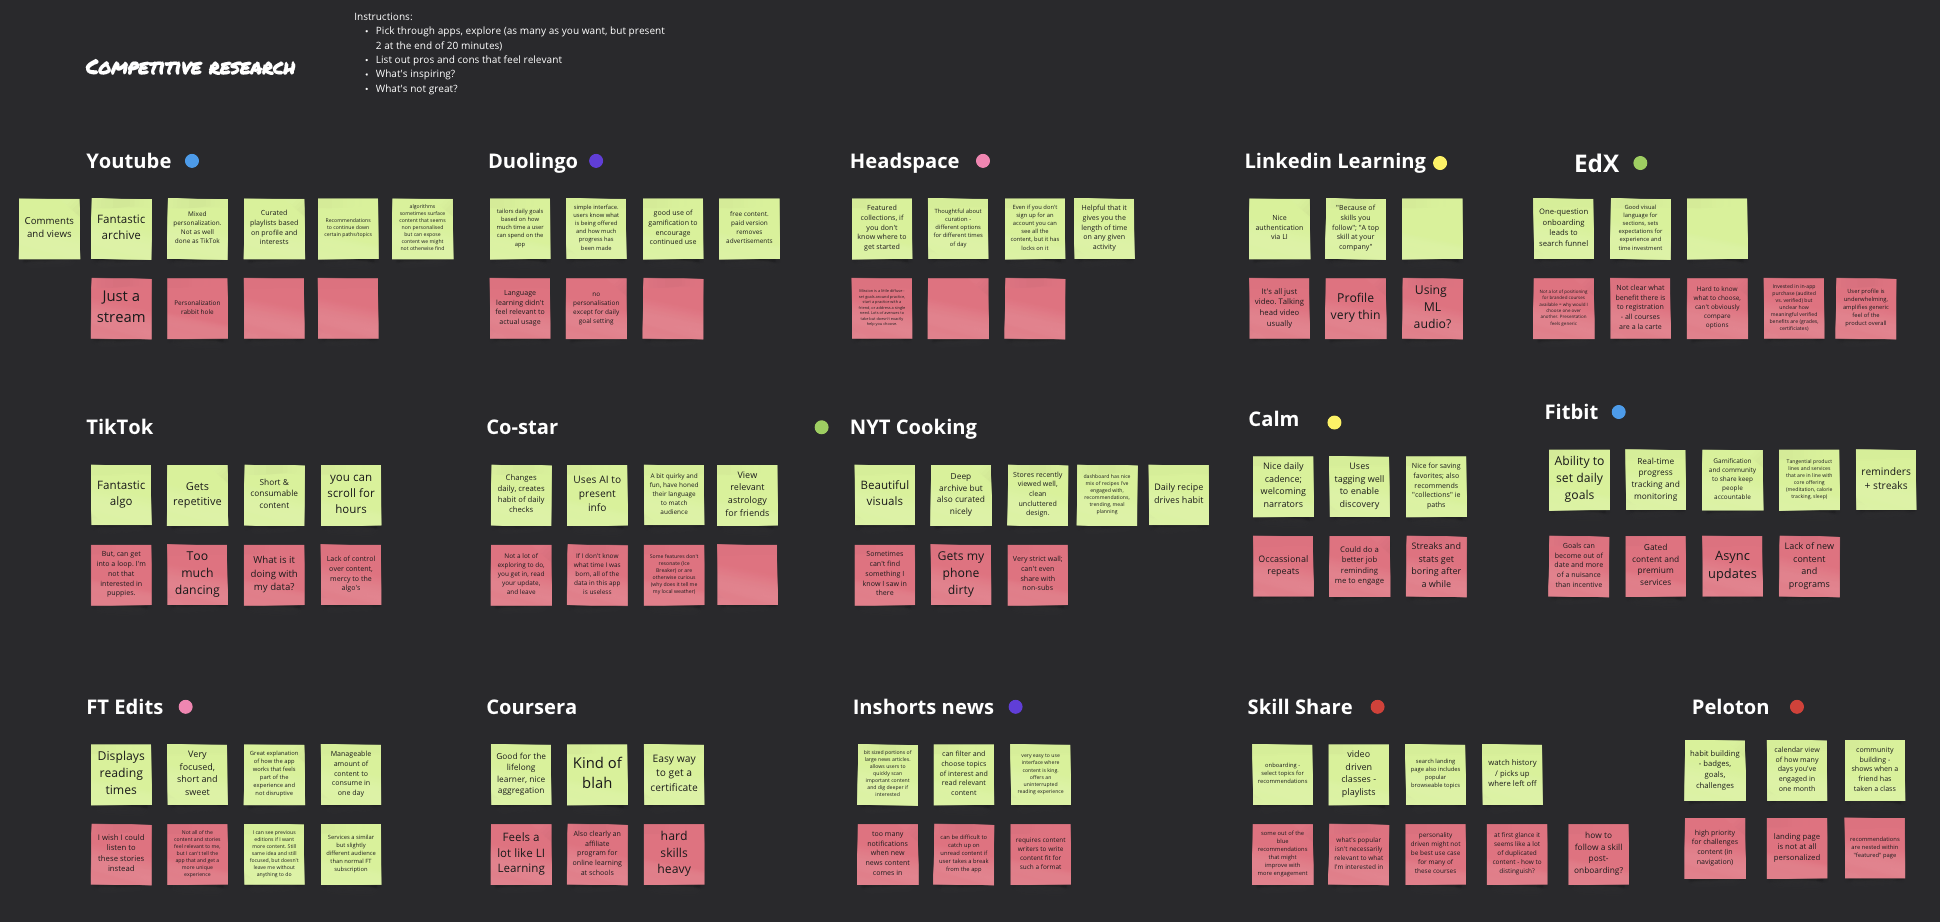 Competitive research
Instructions:
• Pick through apps, explore (as many as you want, but present
2 at the end of 20 minutes)
• List out pros and cons that feel relevant
• What's inspiring?
• What's not great?
Youtube
Comments
and views
Fantastic
archive
Mixed
personalization.
Not as well
done as TikTok
Curated
playlists based
on profile and
interests
Recommendations
to continue down
certain paths/topics
algorithms
sometimes surface
content that seems
non personalised
but can expose
content we might
not otherwise find
Just a
stream
Personalization
rabbit hole
Duolingo
tailors daily goals
based on how
much time a user
can spend on the
app
simple interface.
users know what
is being offered
and how much
progress has
been made
good use of
gamification to
encourage
continued use
free content.
paid version
removes
advertisements
Language
learning didn't
feel relevant to
actual usage
no
personalisation
except for daily
goal setting
Headspace
Featured
collections, if
you don't
know where to
get started
Thoughtful about
curation -
different options
for different times
of day
Even if you don't
sign up for an
account you can
see all the
content, but it has
locks on it
Helpful that it
gives you the
length of time
on any given
activity
Linkedin Learning
Nice
authentication
via LI
"Because of
skills you
follow"; "A top
skill at your
company"
It's all just
video. Talking
head video
usually
Profile
very thin
Using
ML
audio?
EdX
One-question
onboarding
leads to
search funnel
Good visual
language for
sections, sets
expectations for
experience and
time investment
Not a lot of positioning
for branded courses
available = why would I
choose one over
another. Presentation
feels generic
Not clear what
benefit there is
to registration
- all courses
are a la carte
Hard to know
what to choose,
can't obviously
compare
options
Invested in in-app
purchase (audited
vs. verified) but
unclear how
meaningful verified
benefits are (grades,
certificates)
User profile is
underwhelming,
amplifies generic
feel of the
product overall
TikTok
Fantastic
algo
Gets
repetitive
Short &
consumable
content
you can
scroll for
hours
But, can get
into a loop. I'm
not that
interested in
puppies.
Too
much
dancing
What is it
doing with
my data?
Lack of control
over content,
mercy to the
algo's
Co-star
Changes
daily, creates
habit of daily
checks
Uses AI to
present
info
A bit quirky and
fun, have honed
their language
to match
audience
View
relevant
astrology
for friends
Not a lot of
exploring to do,
you get in, read
your update,
and leave
If I don't know
what time I was
born, all of the
data in this app
is useless
Some features don't
resonate (Ice
Breaker) or are
otherwise curious
(why does it tell me
my local weather)
NYT Cooking
Beautiful
visuals
Deep
archive but
also curated
nicely
Stores recently
viewed well,
clean
uncluttered
design.
dashboard has nice
mix of recipes I've
engaged with,
recommendations,
trending, meal
planning
Daily recipe
drives habit
Sometimes
can't find
something I
know I saw in
there
Gets my
phone
dirty
Very strict wall;
can't even
share with
non-subs
Calm
Nice daily
cadence;
welcoming
narrators
Uses
tagging well
to enable
discovery
Nice for saving
favorites; also
recommends
"collections" ie
paths
Occassional
repeats
Could do a
better job
reminding
me to engage
Streaks and
stats get
boring after
a while
Fitbit
Ability to
set daily
goals
Real-time
progress
tracking and
monitoring
Gamification
and community
to share keep
people
accountable
Tangential product
lines and services
that are in line with
core offering
(meditation, calorie
tracking, sleep)
reminders
+ streaks
Goals can
become out of
date and more
of a nuisance
than incentive
Gated
content and
premium
services
Async
updates
Lack of new
content
and
programs
FT Edits
Displays
reading
times
Very
focused,
short and
sweet
Great explanation
of how the app
works that feels
part of the
experience and
not disruptive
Manageable
amount of
content to
consume in
one day
I wish I could
listen to
these stories
instead
Not all of the
content and stories
feel relevant to me,
but I can't tell the
app that and get a
more unique
experience
I can see previous
editions if I want
more content. Still
same idea and still
focused, but doesn't
leave me without
anything to do
Services a similar
but slightly
different audience
than normal FT
subscription
Coursera
Good for the
lifelong
learner, nice
aggregation
Kind of
blah
Easy way
to get a
certificate
Feels a
lot like LI
Learning
Also clearly an
affiliate
program for
online learning
at schools
hard
skills
heavy
Inshorts news
bit sized portions of
large news articles.
allows users to
quickly scan
important content
and dig deeper if
interested
can filter and
choose topics
of interest and
read relevant
content
very easy to use
interface where
content is king.
offers an
uninterrupted
reading experience
too many
notifications
when new
news content
comes in
can be difficult to
catch up on
unread content if
user takes a break
from the app
requires content
writers to write
content fit for
such a format
Skill Share
onboarding -
select topics for
recommendations
video
driven
classes -
playlists
search landing
page also includes
popular
browseable topics
watch history
/ picks up
where left off
some out of the
blue
recommendations
that might
improve with
more engagement
what's popular
isn't necessarily
relevant to what
I'm interested in
personality
driven might not
be best use case
for many of
these courses
at first glance it
seems like a lot
of duplicated
content - how to
distinguish?
how to
follow a skill
post-
onboarding?
Peloton
habit building
- badges,
goals,
challenges
calendar view
of how many
days you've
engaged in
one month
community
building -
shows when a
friend has
taken a class
high priority
for challenges
content (in
navigation)
landing page
is not at all
personalized
recommendations
are nested within
"featured" page